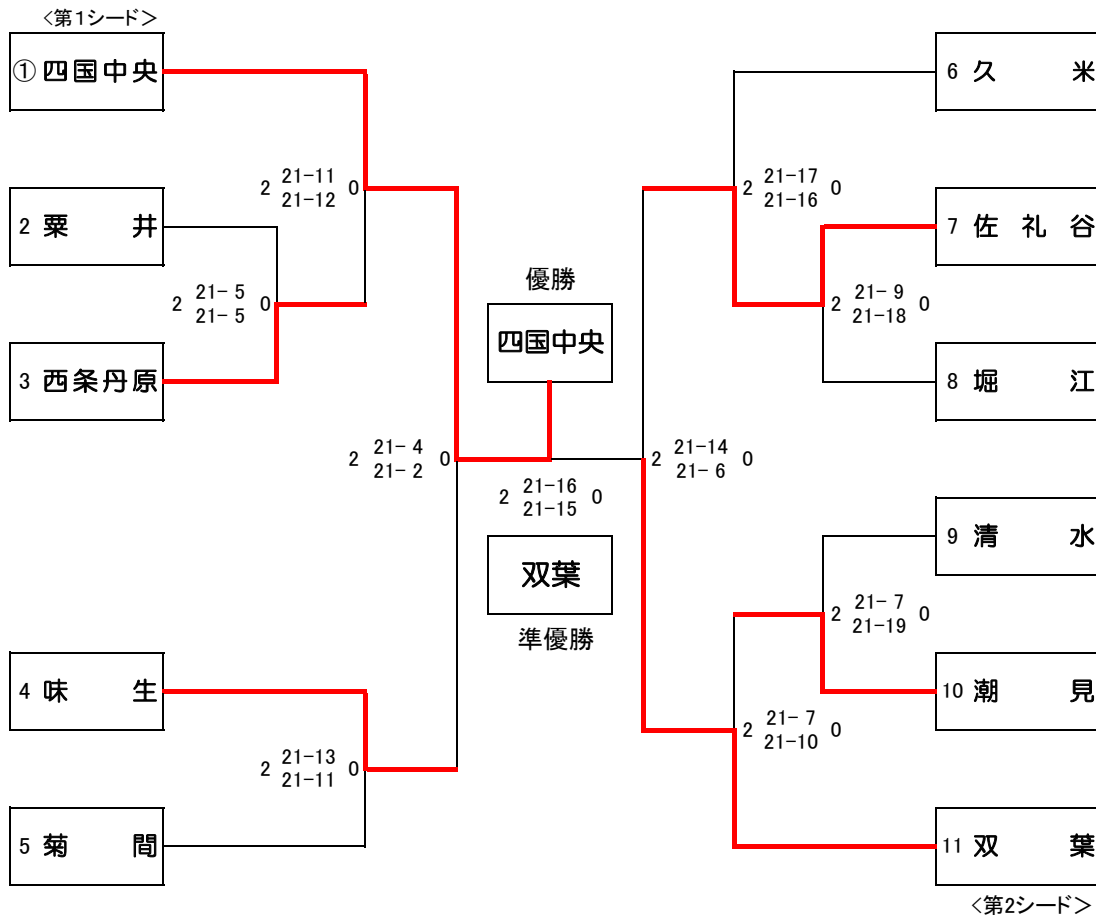 <第1シード>
① 四国中央
6 久 米
2 21-11 0
21-12
2 21-17 0
21-16
2 粟 井
7 佐 礼 谷
2 21- 5 0
21- 5
優勝
2 21- 9 0
21-18
四国中央
3 西条丹原
8 堀 江
2 21- 4 0
21- 2
2 21-14 0
21- 6
2 21-16 0
21-15
9 清 水
双葉
準優勝
2 21- 7 0
21-19
4 味 生
10 潮 見
2 21-13 0
21-11
2 21- 7 0
21-10
5 菊 間
11 双 葉
<第2シード>